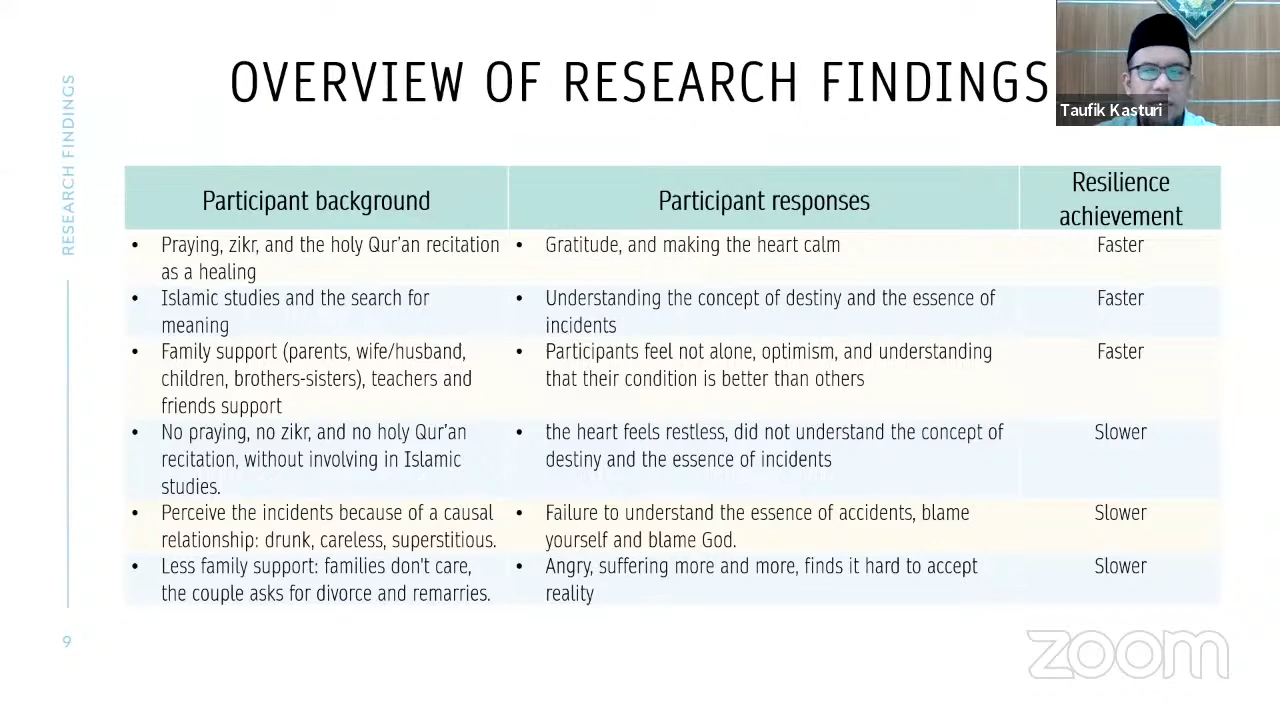 OVERVIEW OF RESEARCH FINDINGS
Taufik Kasturi
RESEARCH FINDINGS
Participant background
Participant responses
Resilience
achievement
• Praying, zikr, and the holy Qur'an recitation
as a healing
• Gratitude, and making the heart calm
Faster
• Islamic studies and the search for
meaning
• Understanding the concept of destiny and the essence of
incidents
Faster
• Family support (parents, wife/husband,
children, brothers-sisters), teachers and
friends support
• Participants feel not alone, optimism, and understanding
that their condition is better than others
Faster
• No praying, no zikr, and no holy Qur'an
recitation, without involving in Islamic
studies.
• the heart feels restless, did not understand the concept of
destiny and the essence of incidents
Slower
• Perceive the incidents because of a causal
relationship: drunk, careless, superstitious.
• Failure to understand the essence of accidents, blame
yourself and blame God.
Slower
• Less family support: families don't care,
the couple asks for divorce and remarries.
• Angry, suffering more and more, finds it hard to accept
reality
Slower
9
zoom